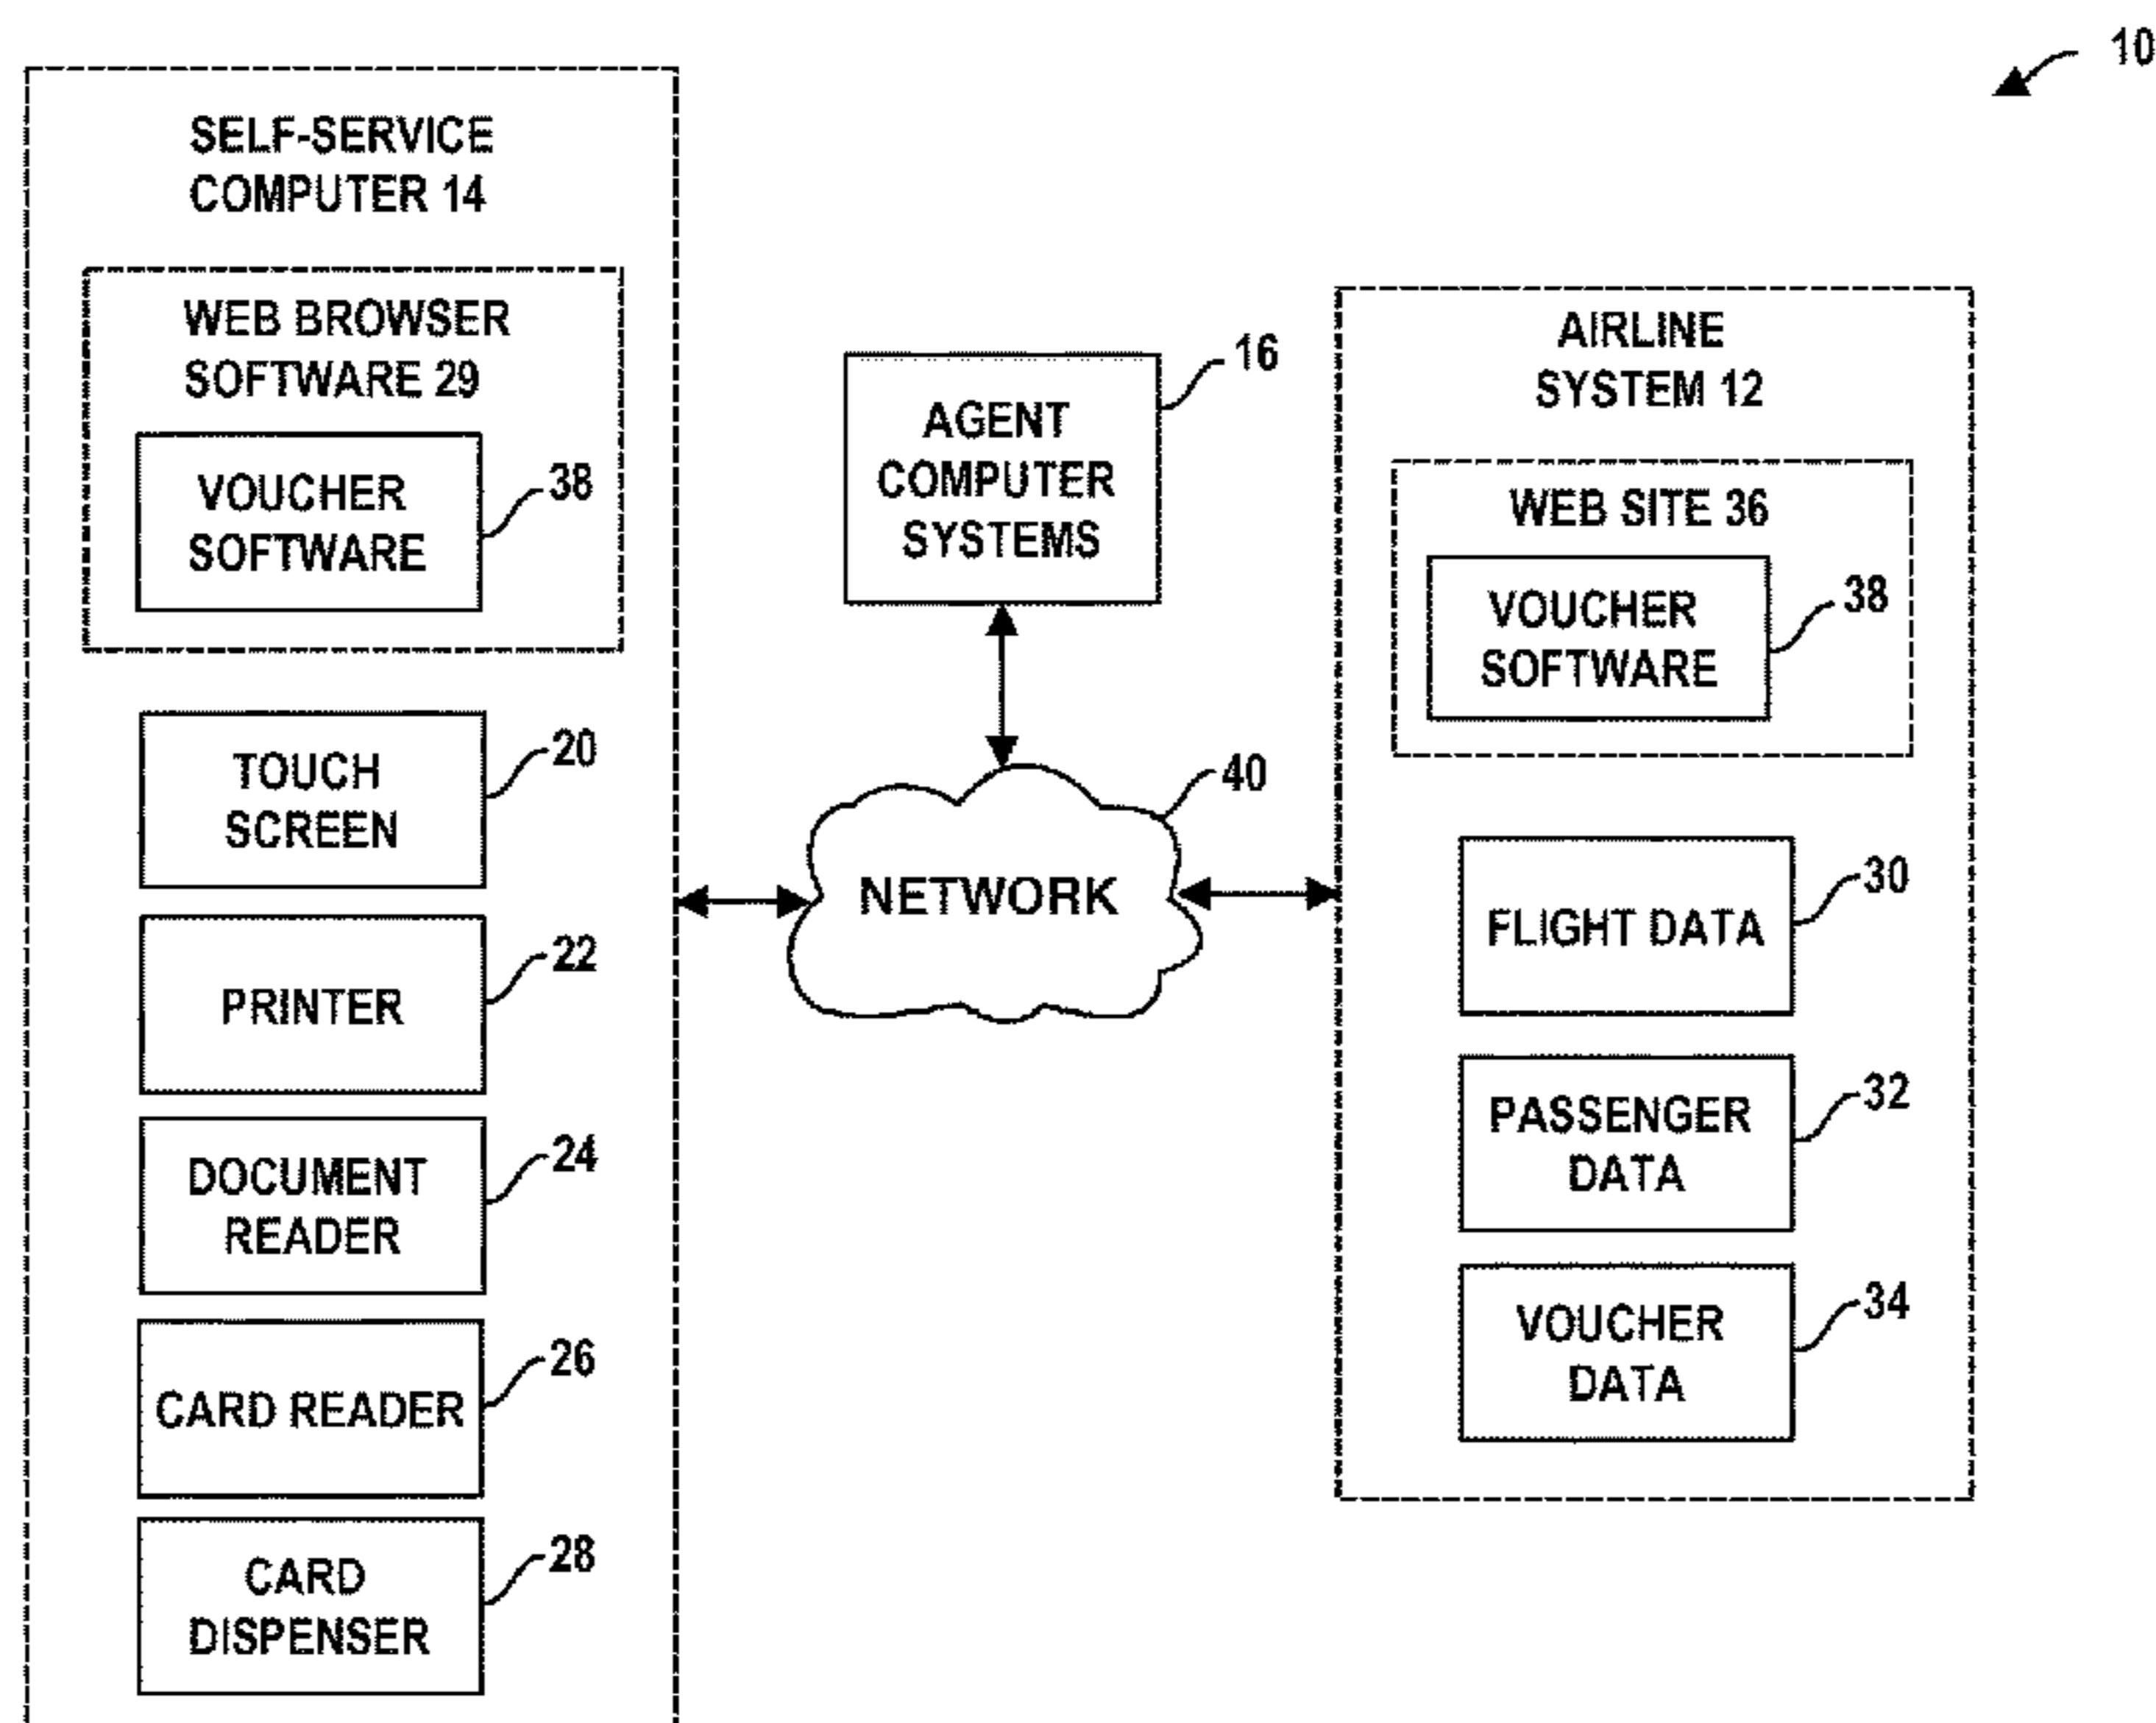 10
SELF-SERVICE
COMPUTER 14
WEB BROWSER
SOFTWARE 29
VOUCHER
SOFTWARE
38
TOUCH
SCREEN
20
PRINTER
22
DOCUMENT
READER
24
CARD READER
26
CARD
DISPENSER
28
AGENT
COMPUTER
SYSTEMS
16
NETWORK
40
AIRLINE
SYSTEM 12
WEB SITE 36
VOUCHER
SOFTWARE
38
FLIGHT DATA
30
PASSENGER
DATA
32
VOUCHER
DATA
34